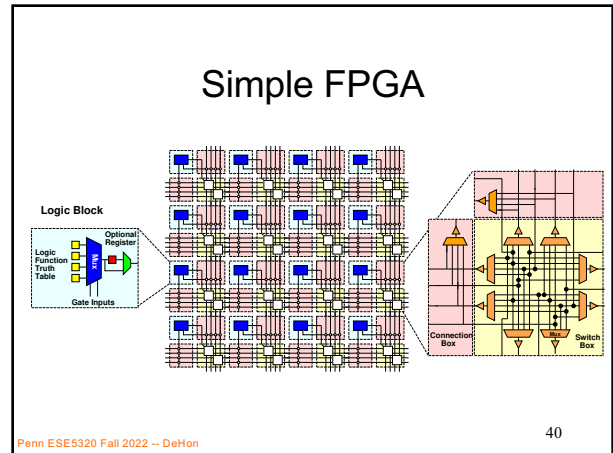 Simple FPGA
Logic Block
Optional
Register
Logic
Function
Truth
Table
Mux
Gate Inputs
Connection
Box
Mux
Switch
Box
Penn ESE5320 Fall 2022 -- DeHon
40